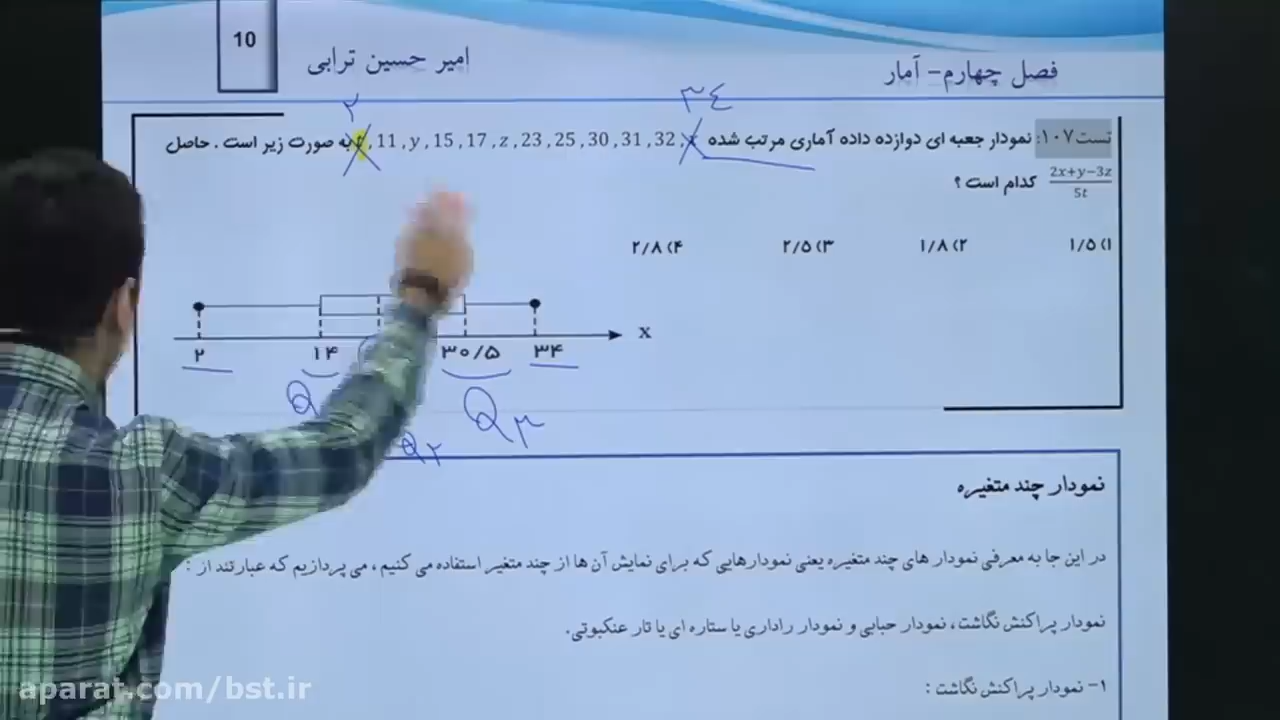 10
امیر حسین ترابی
فصل چهارم- آمار
۲ ۳۴
تست۱۰۷: نمودار جعبه ای دوازده داده آماری مرتب شده 11 , y , 15 , 17 , z , 23 , 25 , 30 , 31 , 32 , به صورت زیر است . حاصل
2x+y−3z
5t
کدام است ؟
۱) ۱/۵ ۲) ۱/۸ ۳) ۲/۵ ۴) ۲/۸
x
۲ ۱۴ ۳۰/۵ ۳۴
Q Q۲ Q۳
نمودار چند متغیره
در این جا به معرفی نمودار های چند متغیره یعنی نمودارهایی که برای نمایش آن ها از چند متغیر استفاده می کنیم ، می پردازیم که عبارتند از :
نمودار پراکنش نگاشت ، نمودار حبابی و نمودار راداری یا ستاره ای یا تار عنکبوتی.
۱- نمودار پراکنش نگاشت :
aparat.com/bst.ir